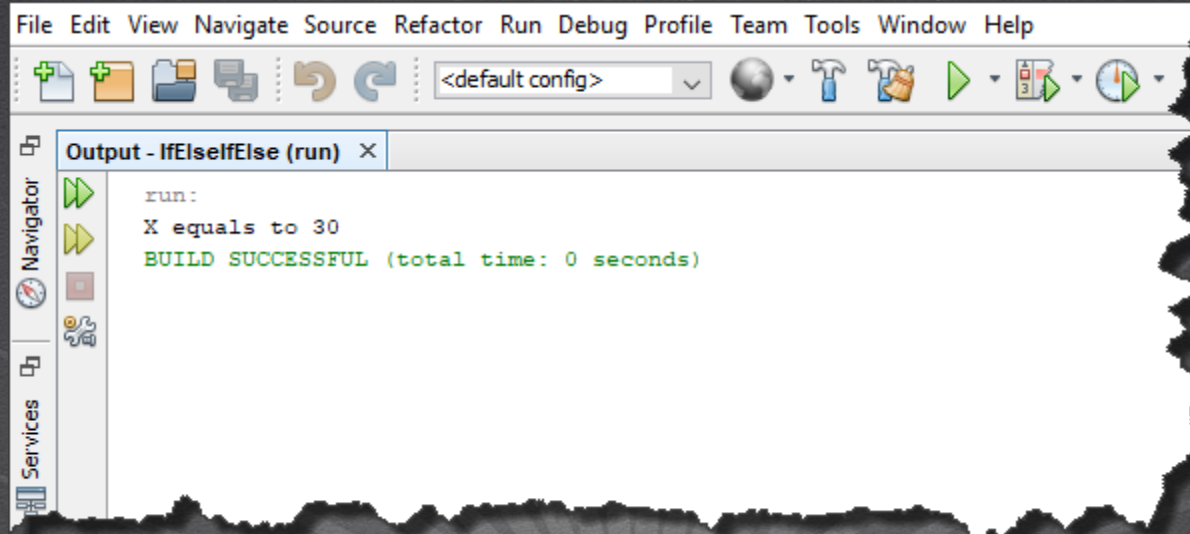 File Edit View Navigate Source Refactor Run Debug Profile Team Tools Window Help
<default config>
Output - IfElseIfElse (run)
Navigator
run:
X equals to 30
BUILD SUCCESSFUL (total time: 0 seconds)
Services